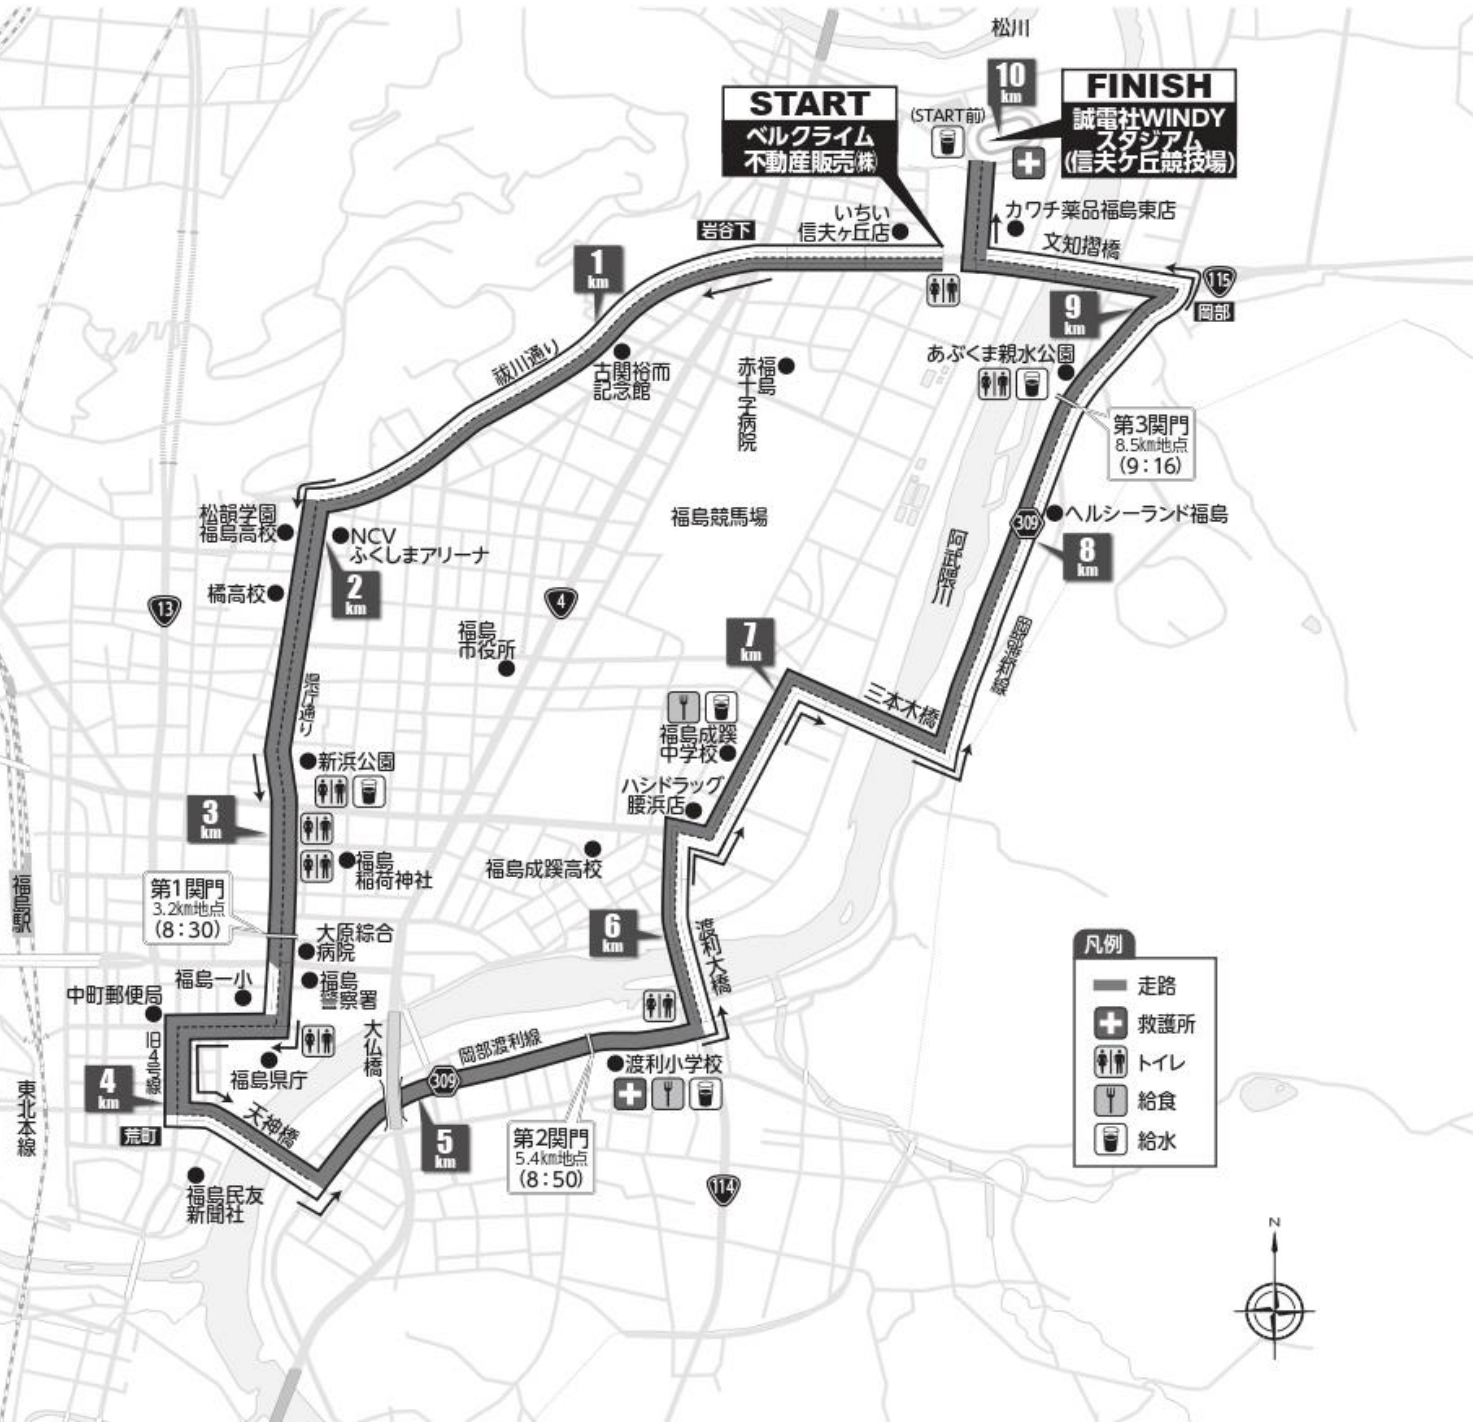 松川
10
km
START
ベルクライム
不動産販売㈱
(START前)
FINISH
誠電社WINDY
スタジアム
(信夫ケ丘競技場)
カワチ薬品福島東店
いちい
信夫ヶ丘店
岩谷下
文知摺橋
115
岡部
1
km
9
km
祓川通り
古関裕而
記念館
赤十字病院
福島
あぶくま親水公園
第3関門
8.5km地点
(9：16)
松韻学園
福島高校
NCV
ふくしまアリーナ
福島競馬場
309
ヘルシーランド福島
8
km
阿武隈川
2
km
橘高校
13
4
福島
市役所
7
km
岡部渡利線
県庁通り
三本木橋
福島成蹊
中学校
新浜公園
ハシドラッグ
腰浜店
3
km
福島
稲荷神社
福島成蹊高校
第1関門
3.2km地点
(8：30)
福島駅
6
km
渡利大橋
大原綜合
病院
福島一小
福島
警察署
中町郵便局
旧4号線
大仏橋
岡部渡利線
309
福島県庁
渡利小学校
4
km
東北本線
荒町
天神橋
5
km
第2関門
5.4km地点
(8：50)
福島民友
新聞社
114
凡例
走路
救護所
トイレ
給食
給水
N